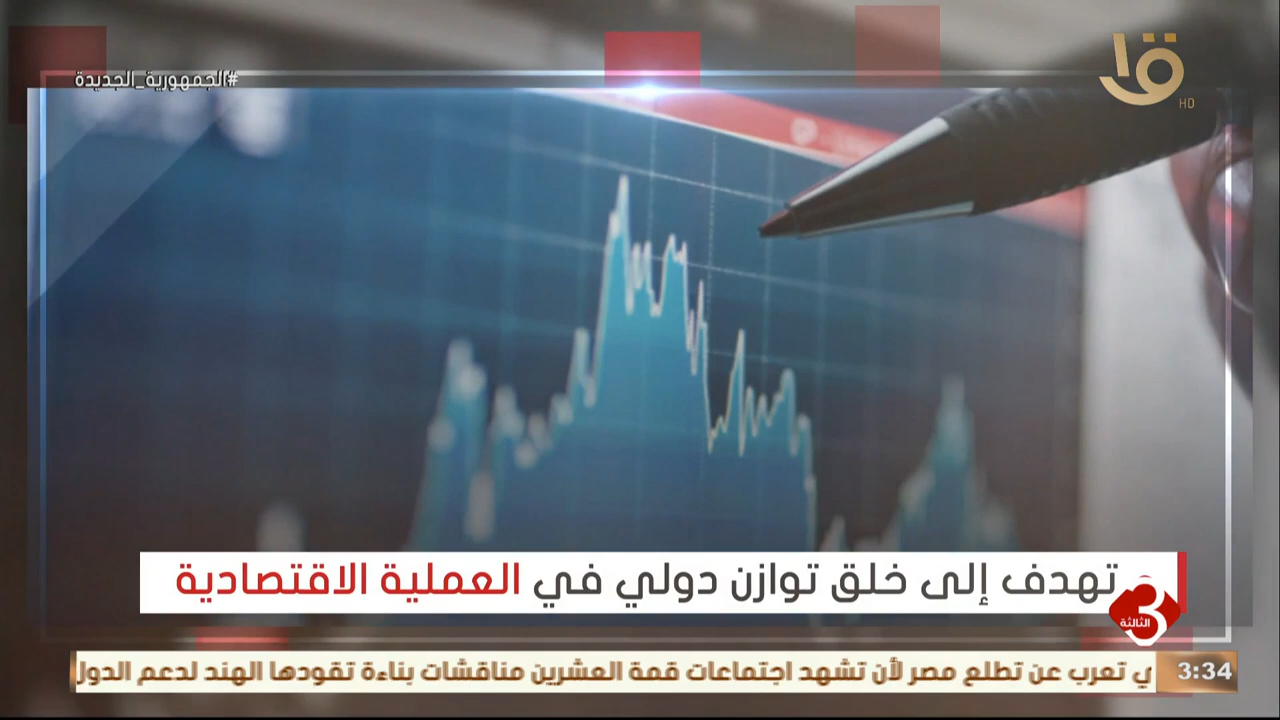 #الجمهورية_الجديدة
HD
تهدف إلى خلق توازن دولي في العملية الاقتصادية
3
الثالثة
ي تعرب عن تطلع مصر لأن تشهد اجتماعات قمة العشرين مناقشات بناءة تقودها الهند لدعم الدول
3:34